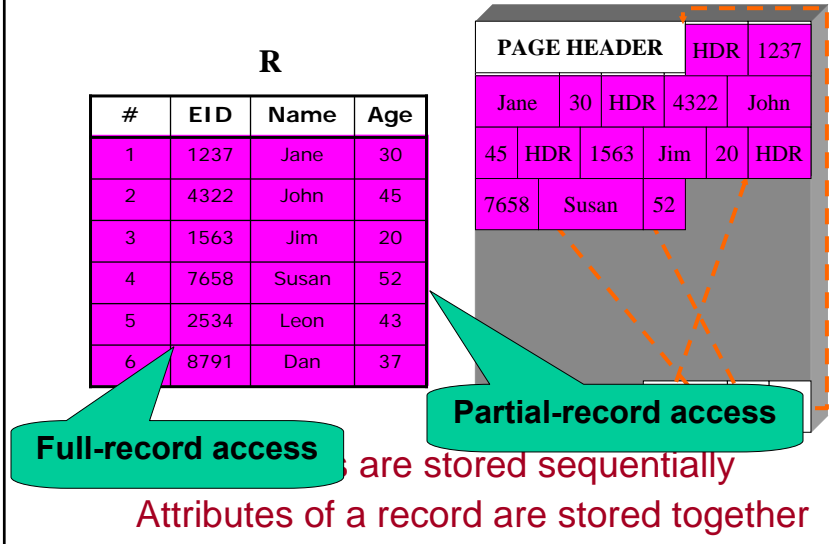 R
# EID Name Age
1 1237 Jane 30
2 4322 John 45
3 1563 Jim 20
4 7658 Susan 52
5 2534 Leon 43
6 8791 Dan 37
PAGE HEADER HDR 1237
Jane 30 HDR 4322 John
45 HDR 1563 Jim 20 HDR
7658 Susan 52
Full-record access
Partial-record access
are stored sequentially
Attributes of a record are stored together